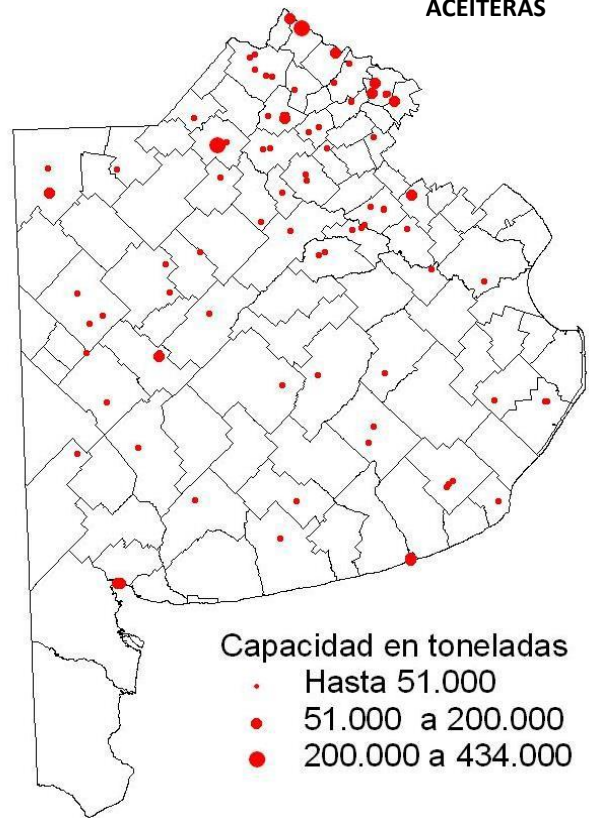 ACEITERAS
Capacidad en toneladas
Hasta 51.000
51.000 a 200.000
200.000 a 434.000